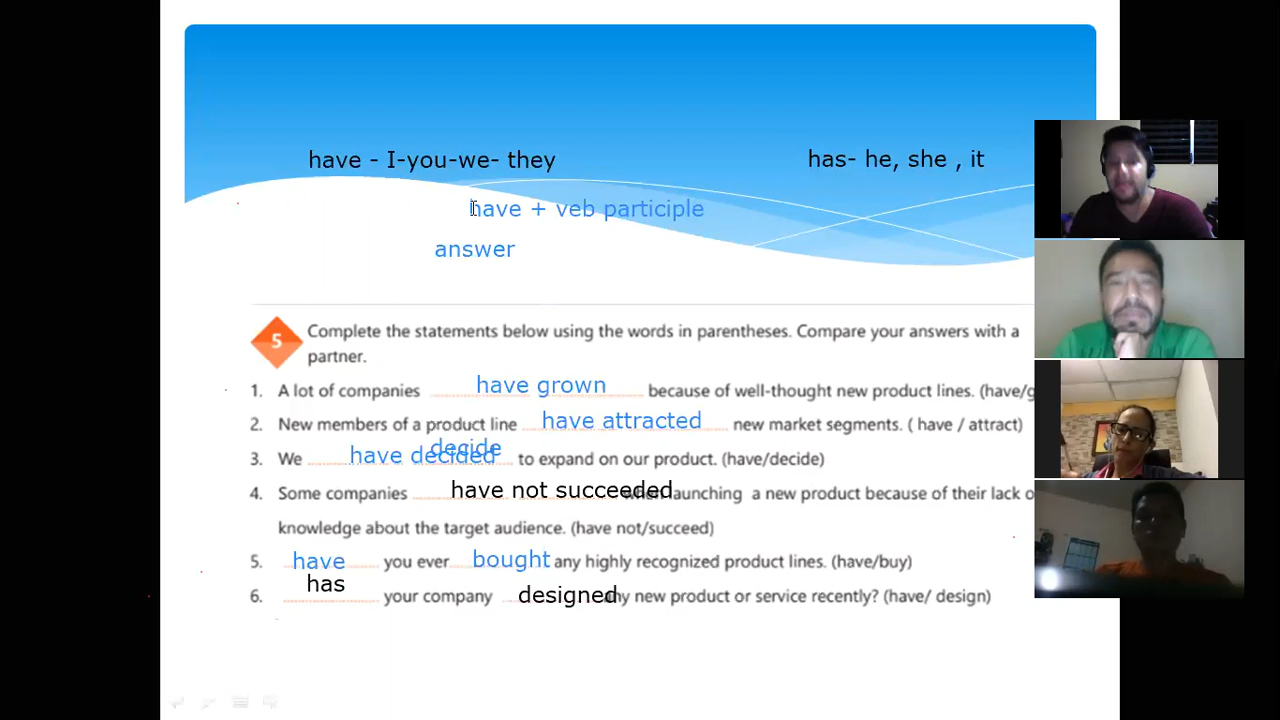 have - I-you-we- they
has- he, she , it
have + veb participle
answer
5 Complete the statements below using the words in parentheses. Compare your answers with a
partner.
1. A lot of companies have grown because of well-thought new product lines. (have/g
2. New members of a product line have attracted new market segments. ( have / attract)
decide
3. We have decided to expand on our product. (have/decide)
4. Some companies have not succeeded when launching a new product because of their lack o
knowledge about the target audience. (have not/succeed)
5. have you ever bought any highly recognized product lines. (have/buy)
6. has your company designed any new product or service recently? (have/ design)